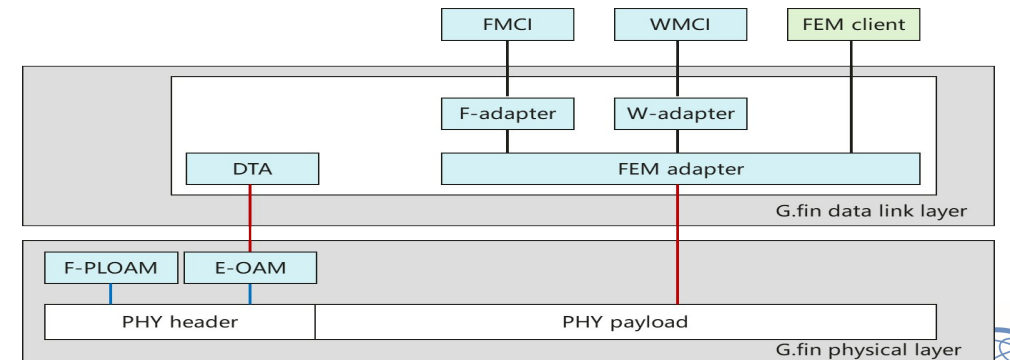 FMCI
WMCI
FEM client
F-adapter
W-adapter
DTA
FEM adapter
G.fin data link layer
F-PLOAM
E-OAM
PHY header
PHY payload
G.fin physical layer